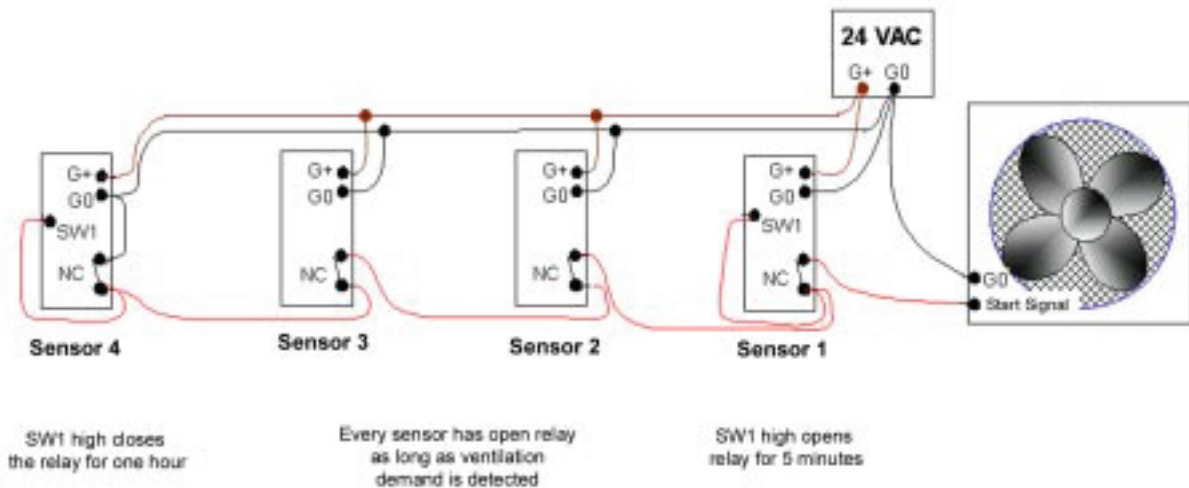 24 VAC
G+ G0
G+
G0
SW1
NC
Sensor 4
G+
G0
NC
Sensor 3
G+
G0
NC
Sensor 2
G+
G0
SW1
NC
Sensor 1
G0
Start Signal
SW1 high closes
the relay for one hour
Every sensor has open relay
as long as ventilation
demand is detected
SW1 high opens
relay for 5 minutes